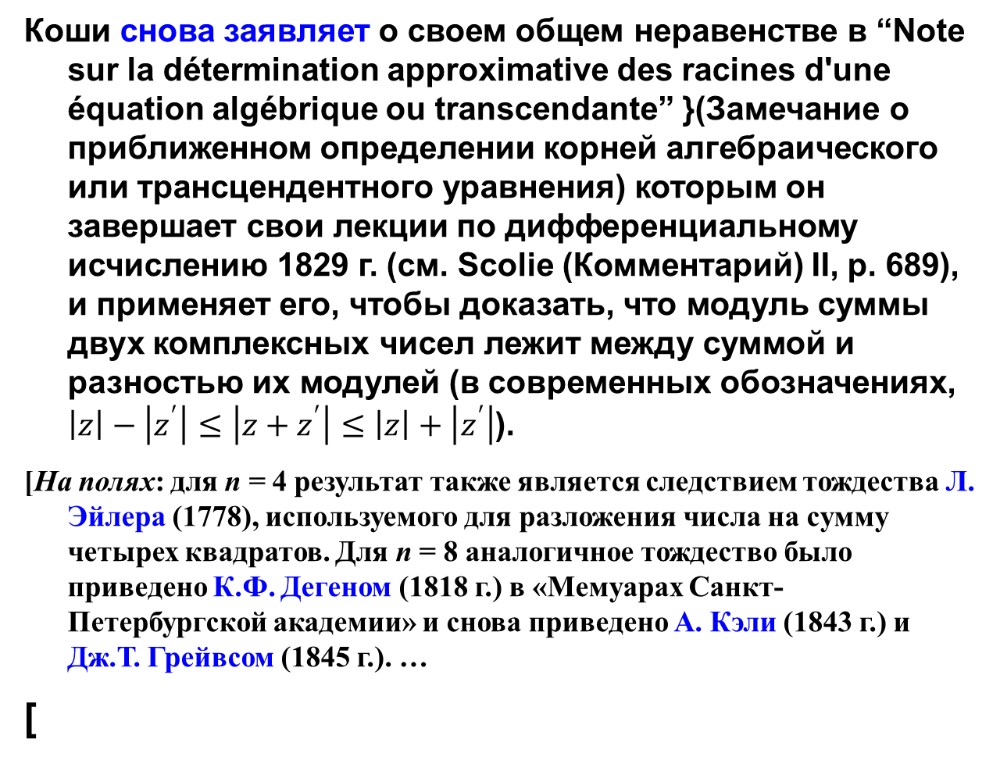 Коши снова заявляет о своем общем неравенстве в “Note
sur la détermination approximative des racines d'une
équation algébrique ou transcendante” }(Замечание о
приближенном определении корней алгебраического
или трансцендентного уравнения) которым он
завершает свои лекции по дифференциальному
исчислению 1829 г. (см. Scolie (Комментарий) II, p. 689),
и применяет его, чтобы доказать, что модуль суммы
двух комплексных чисел лежит между суммой и
разностью их модулей (в современных обозначениях,
|z| − |z′| ≤ |z + z′| ≤ |z| + |z′|).
[На полях: для n = 4 результат также является следствием тождества Л.
Эйлера (1778), используемого для разложения числа на сумму
четырех квадратов. Для n = 8 аналогичное тождество было
приведено К.Ф. Дегеном (1818 г.) в «Мемуарах Санкт-
Петербургской академии» и снова приведено А. Кэли (1843 г.) и
Дж.Т. Грейвсом (1845 г.). …
[